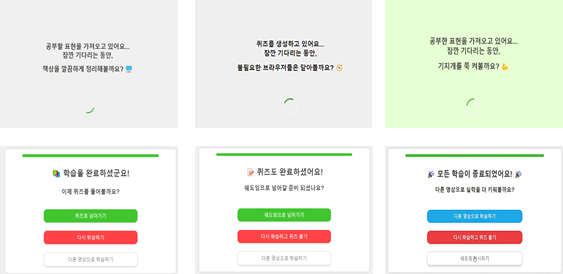 공부할 표현을 가져오고 있어요...
잠깐 기다리는 동안,
책상을 깔끔하게 정리해볼까요? 🖥️
퀴즈를 생성하고 있어요...
잠깐 기다리는 동안,
불필요한 브라우저들은 닫아볼까요? 🧭
공부한 표현을 가져오고 있어요...
잠깐 기다리는 동안,
기지개를 쭉 켜볼까요? 💪
📚 학습을 완료하셨군요!
이제 퀴즈를 풀어볼까요?
퀴즈로 넘어가기
다시 학습하기
다른 영상으로 학습하기
📝 퀴즈도 완료하셨어요!
쉐도잉으로 넘어갈 준비 되셨나요?
쉐도잉으로 넘어가기
다시 학습하고 퀴즈 풀기
다른 영상으로 학습하기
🎉 모든 학습이 종료되었어요! 🎉
다른 영상으로 실력을 더 키워볼까요?
다른 영상으로 학습하기
다시 학습하고 퀴즈 풀기